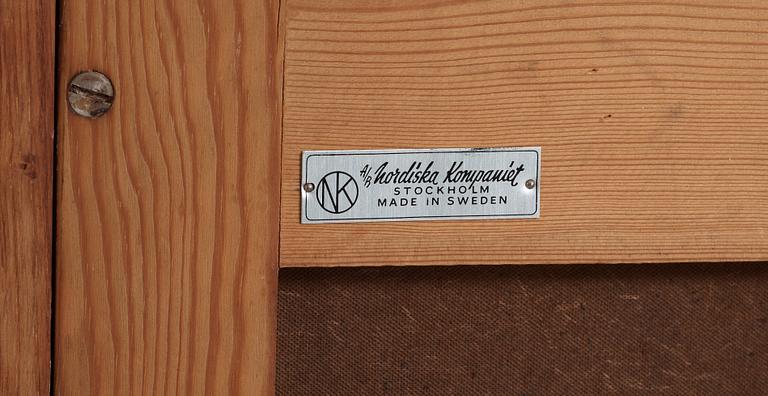 NK A/B Nordiska Kompaniet
STOCKHOLM
MADE IN SWEDEN